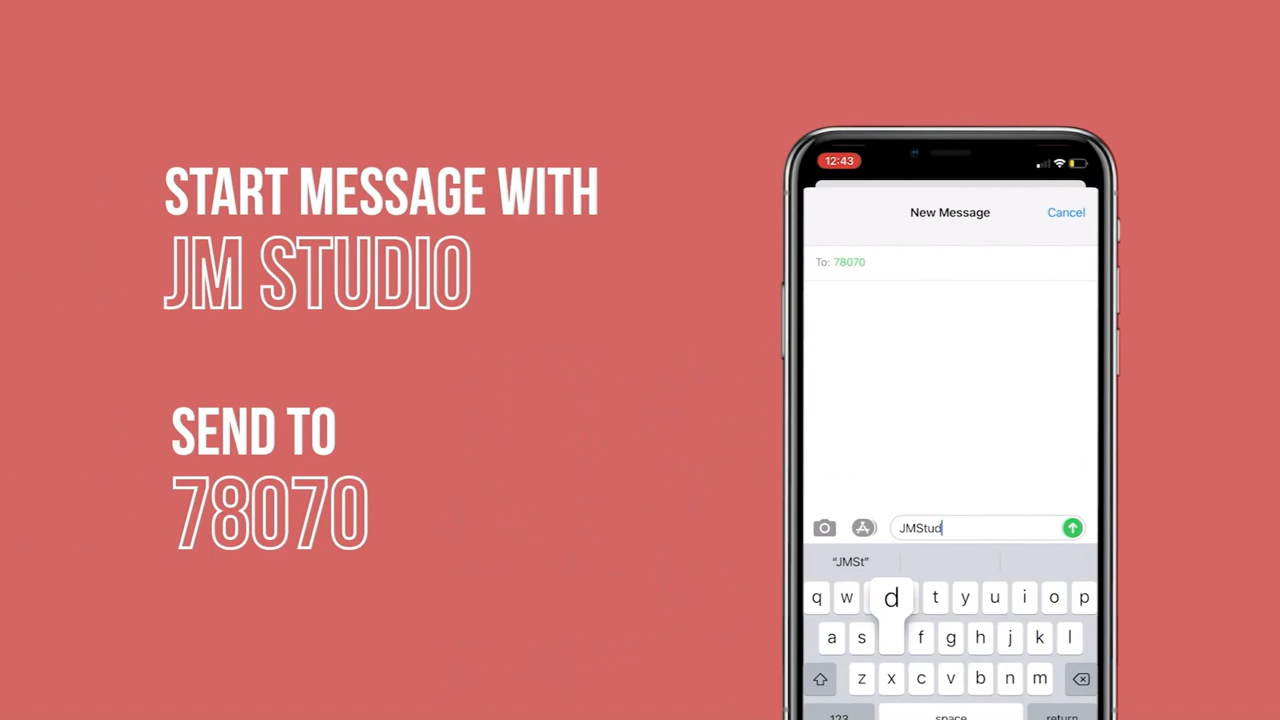 START MESSAGE WITH
JM STUDIO
SEND TO
78070
12:43
New Message
Cancel
To: 78070
JMStud
“JMSt”
q w d t y u i o p
a s f g h j k l
z x c v b n m
123 space return